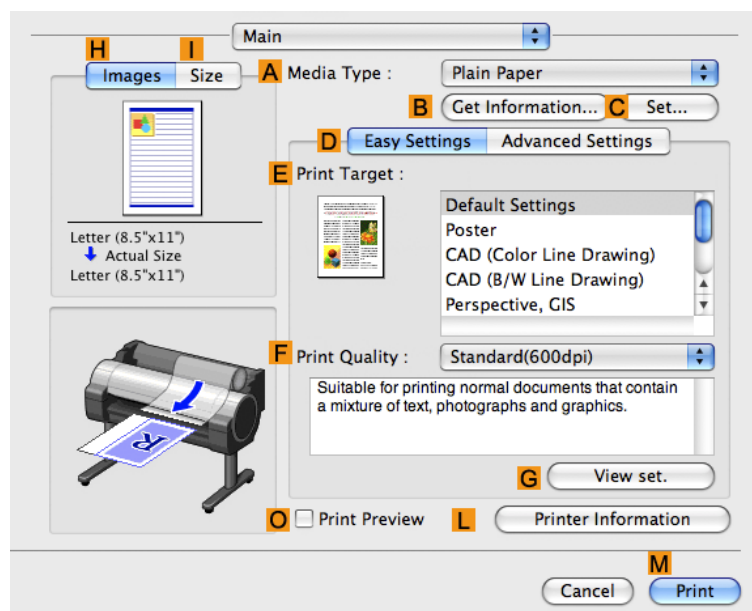 Main
H
I
Images Size
A Media Type : Plain Paper
B Get Information... C Set...
D Easy Settings Advanced Settings
E Print Target :
Default Settings
Poster
CAD (Color Line Drawing)
CAD (B/W Line Drawing)
Perspective, GIS
Letter (8.5"x11")
Actual Size
Letter (8.5"x11")
F Print Quality : Standard(600dpi)
Suitable for printing normal documents that contain
a mixture of text, photographs and graphics.
R
G View set.
O Print Preview L Printer Information
M
Cancel Print